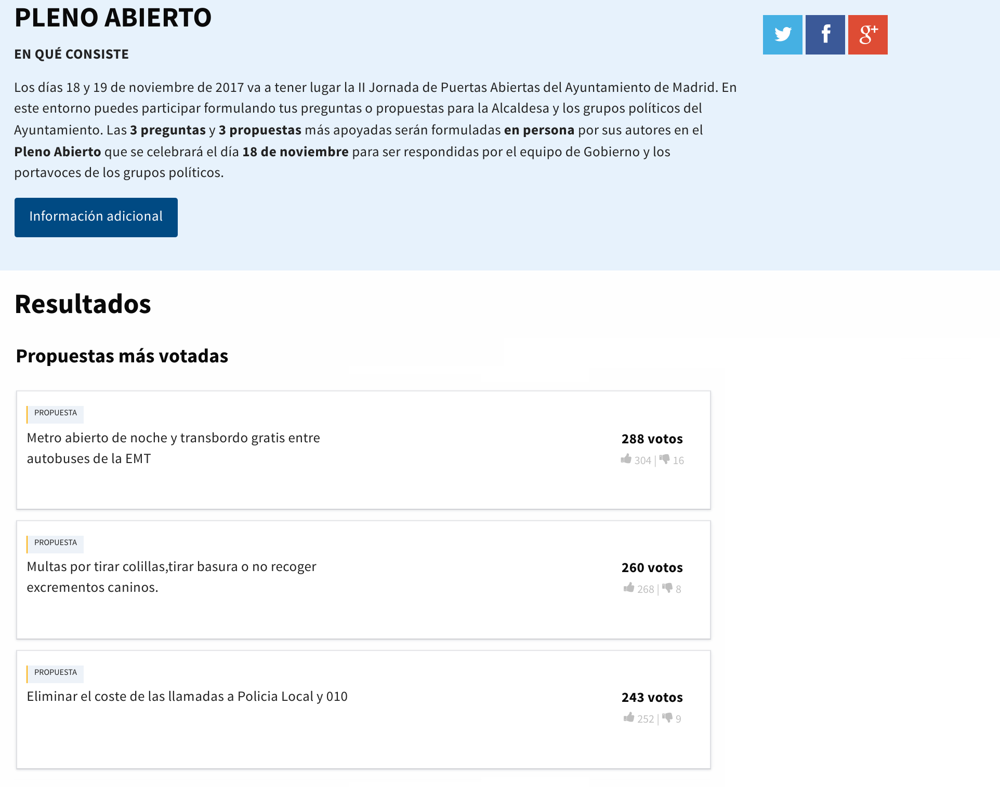 PLENO ABIERTO
EN QUÉ CONSISTE
Los días 18 y 19 de noviembre de 2017 va a tener lugar la II Jornada de Puertas Abiertas del Ayuntamiento de Madrid. En
este entorno puedes participar formulando tus preguntas o propuestas para la Alcaldesa y los grupos políticos del
Ayuntamiento. Las 3 preguntas y 3 propuestas más apoyadas serán formuladas en persona por sus autores en el
Pleno Abierto que se celebrará el día 18 de noviembre para ser respondidas por el equipo de Gobierno y los
portavoces de los grupos políticos.
Información adicional
Resultados
Propuestas más votadas
PROPUESTA
Metro abierto de noche y transbordo gratis entre
autobuses de la EMT
288 votos
304 | 16
PROPUESTA
Multas por tirar colillas,tirar basura o no recoger
excrementos caninos.
260 votos
268 | 8
PROPUESTA
Eliminar el coste de las llamadas a Policia Local y 010
243 votos
252 | 9